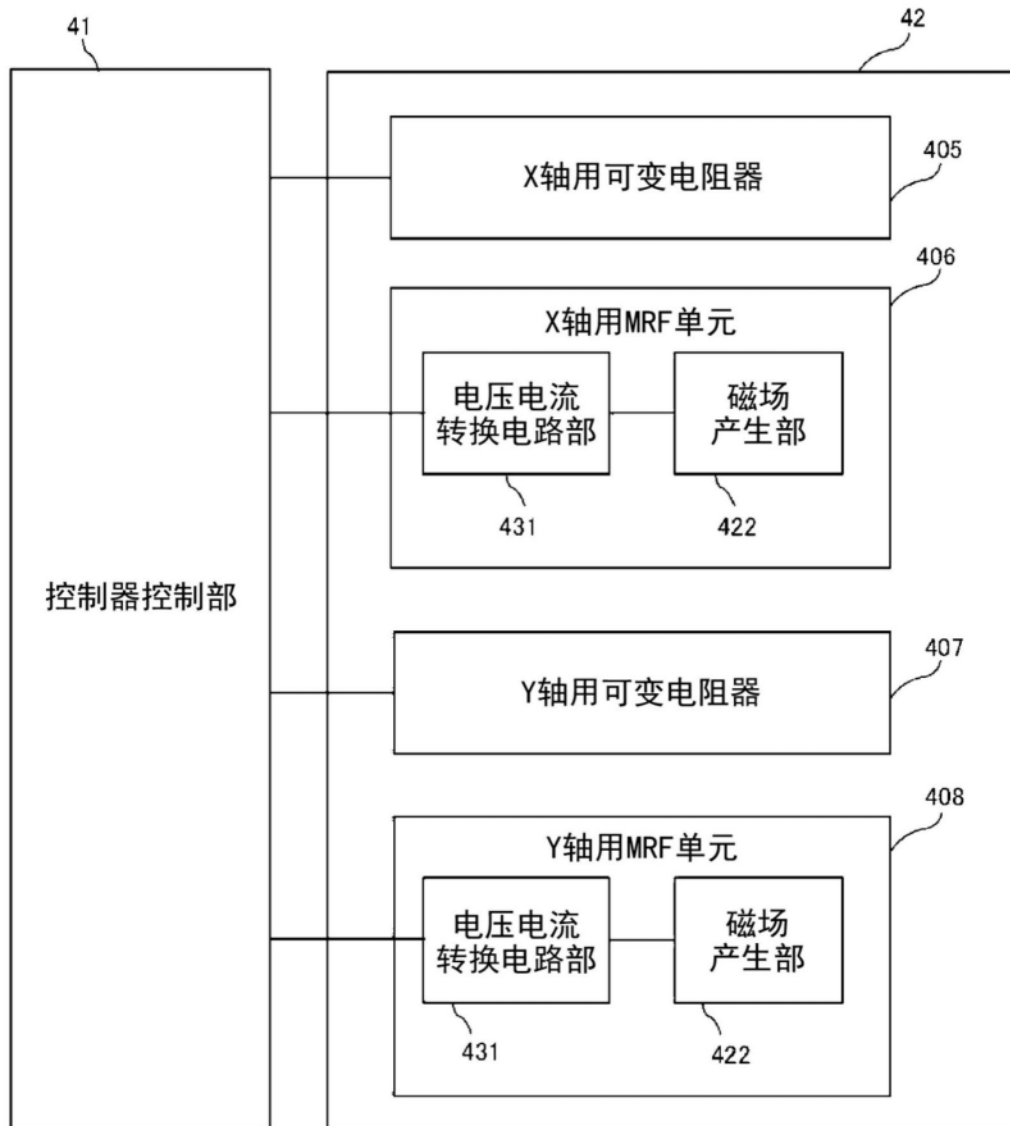 41
42
X轴用可变电阻器
405
406
X轴用MRF单元
电压电流
转换电路部
磁场
产生部
431
422
控制器控制部
407
Y轴用可变电阻器
408
Y轴用MRF单元
电压电流
转换电路部
磁场
产生部
431
422